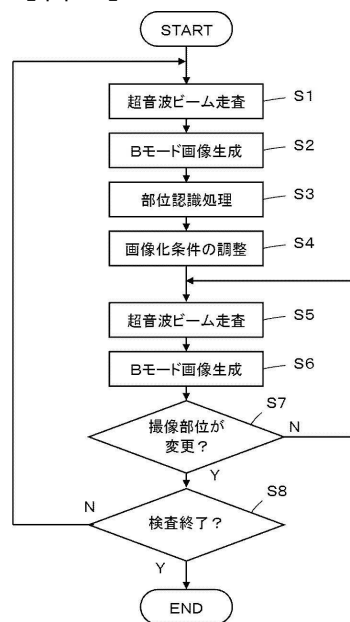 START
超音波ビーム走査
S1
Bモード画像生成
S2
部位認識処理
S3
画像化条件の調整
S4
超音波ビーム走査
S5
Bモード画像生成
S6
撮像部位が
変更？
S7
N
Y
検査終了？
S8
N
Y
END